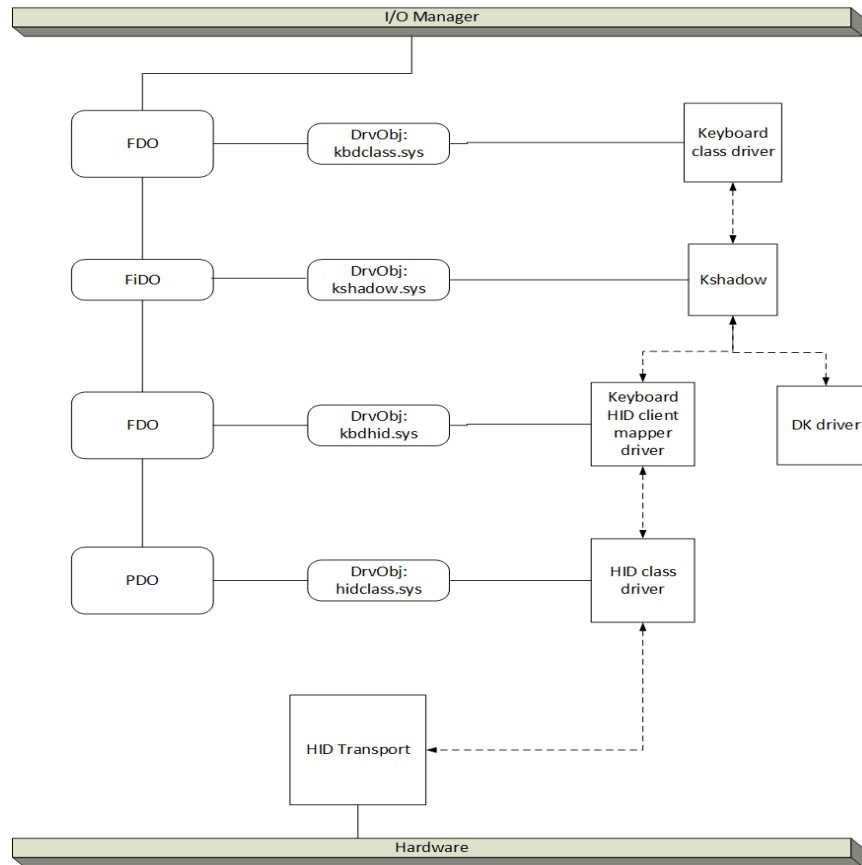 I/O Manager
FDO
DrvObj:
kbdclass.sys
Keyboard
class driver
FiDO
DrvObj:
kshadow.sys
Kshadow
FDO
DrvObj:
kbdhid.sys
Keyboard
HID client
mapper
driver
DK driver
PDO
DrvObj:
hidclass.sys
HID class
driver
HID Transport
Hardware